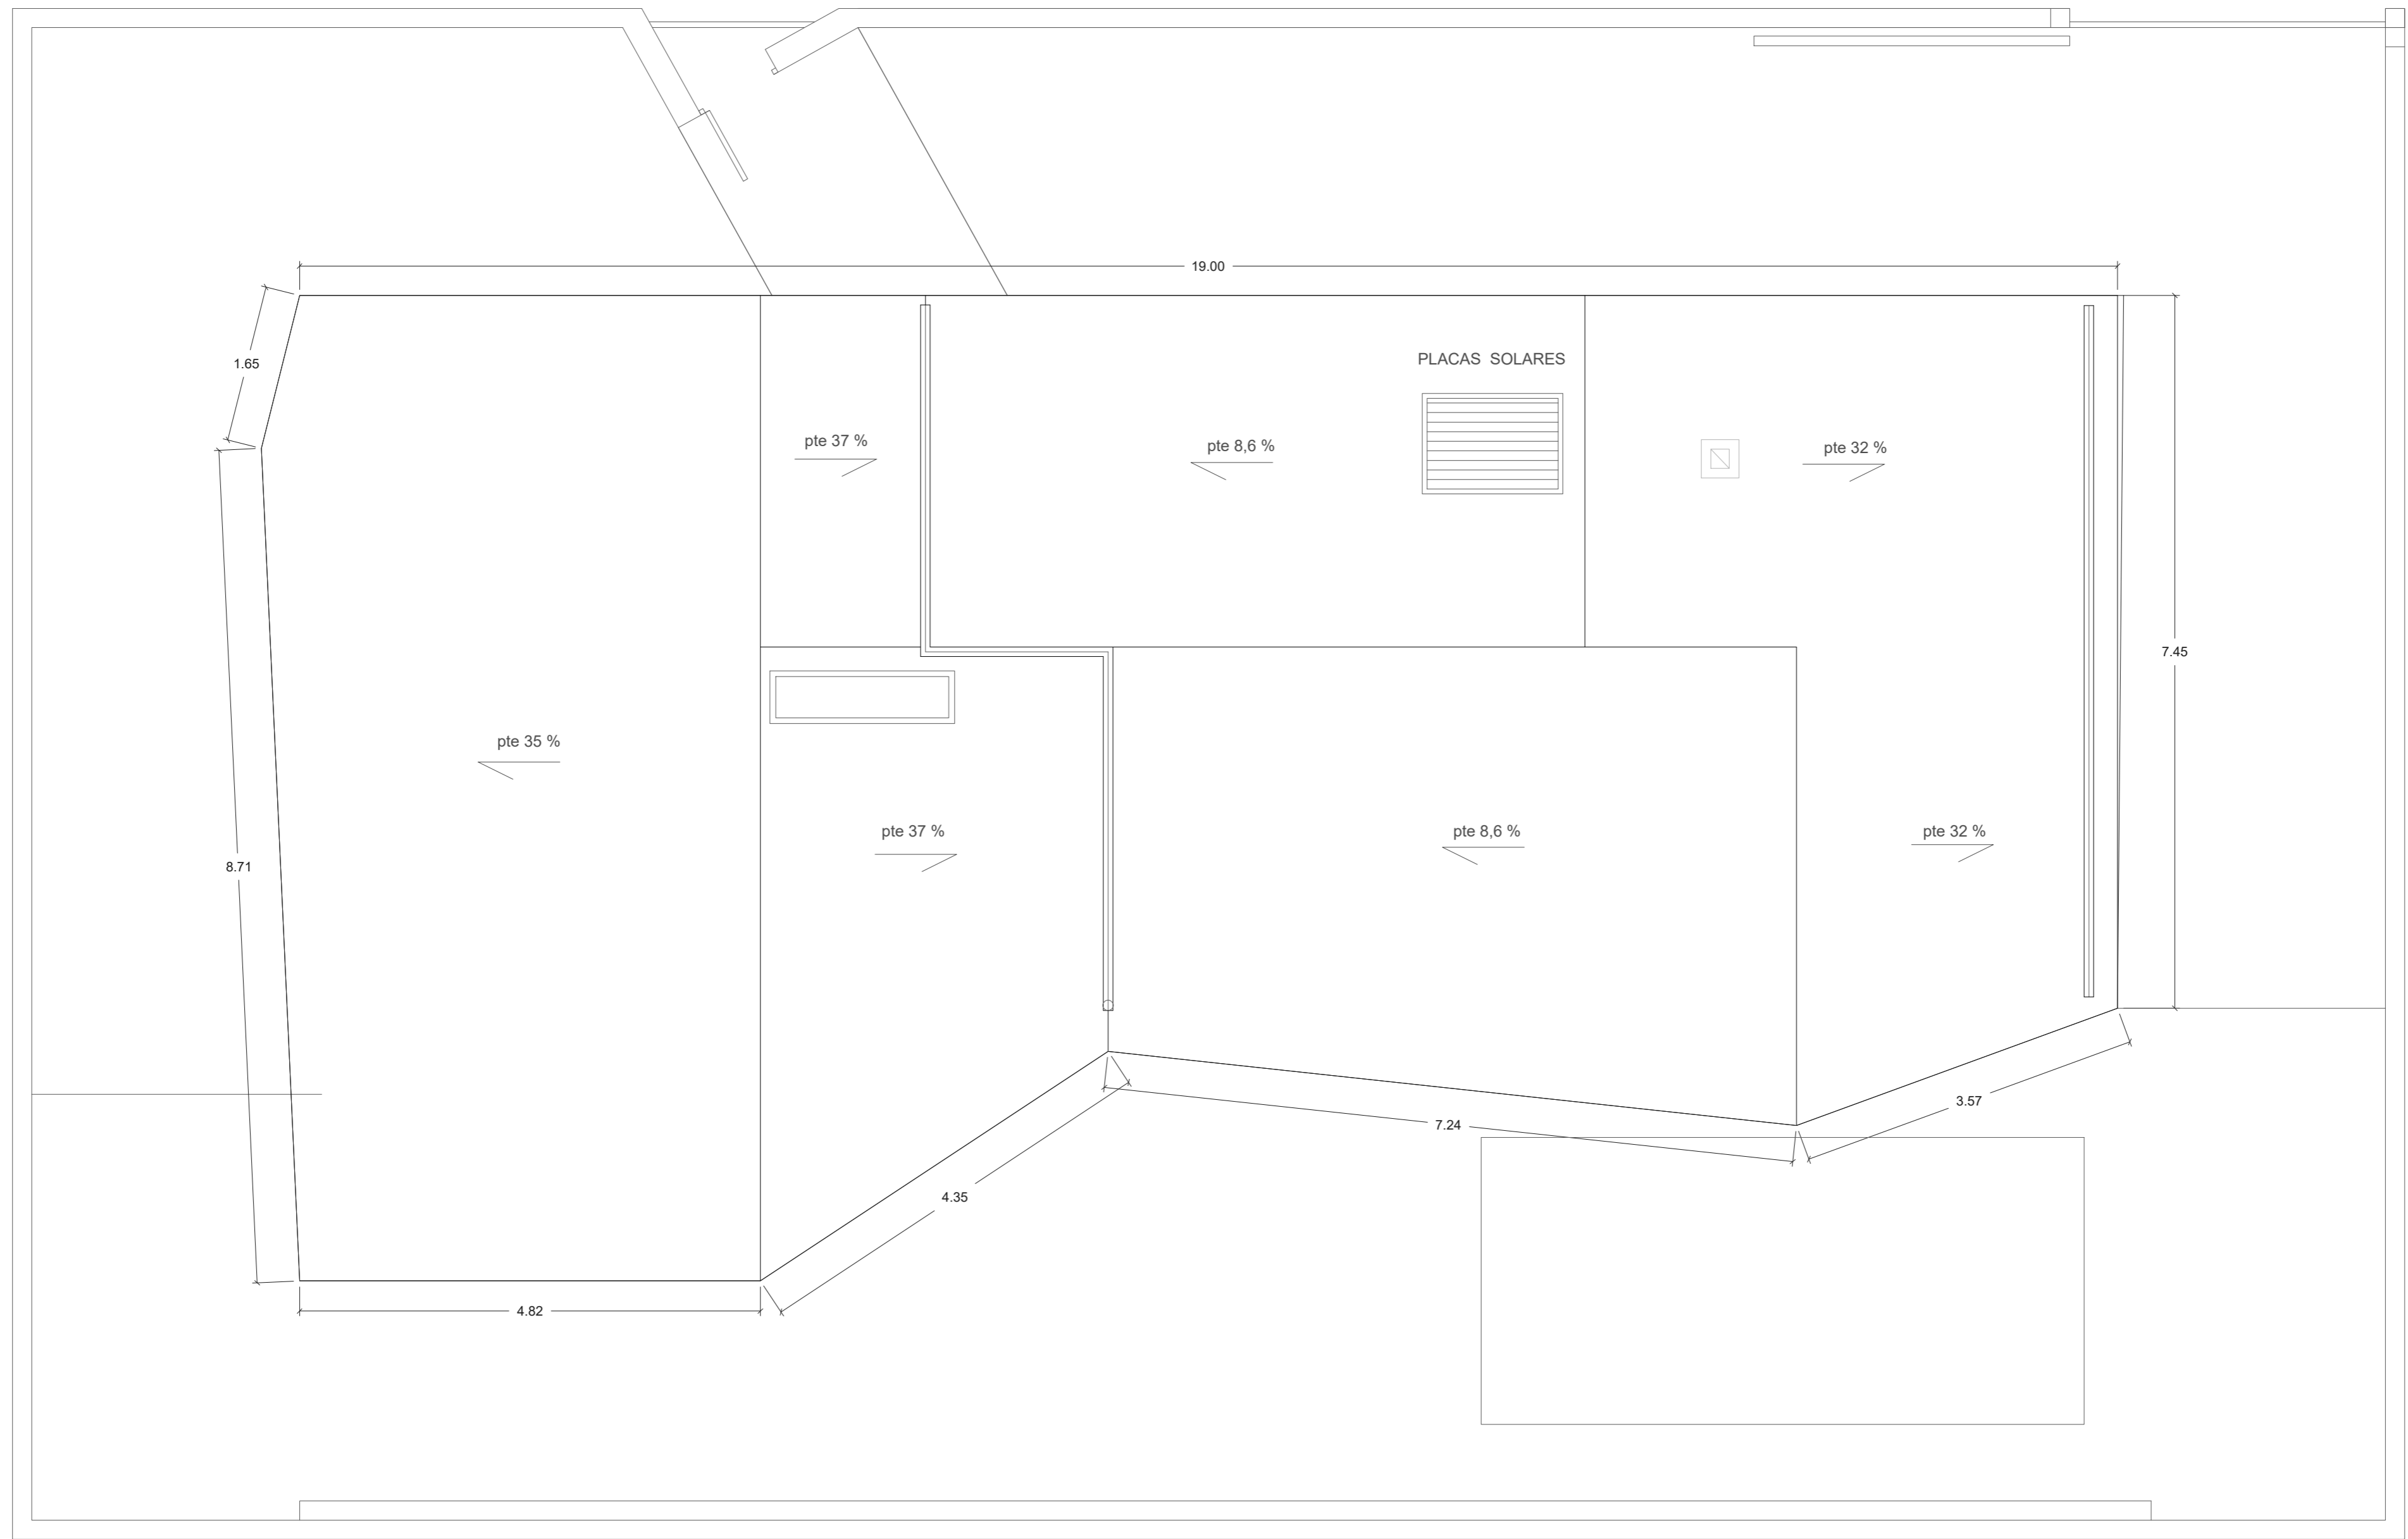 19.00
1.65
PLACAS SOLARES
pte 37 %
pte 8,6 %
pte 32 %
7.45
pte 35 %
8.71
pte 37 %
pte 8,6 %
pte 32 %
3.57
7.24
4.35
4.82